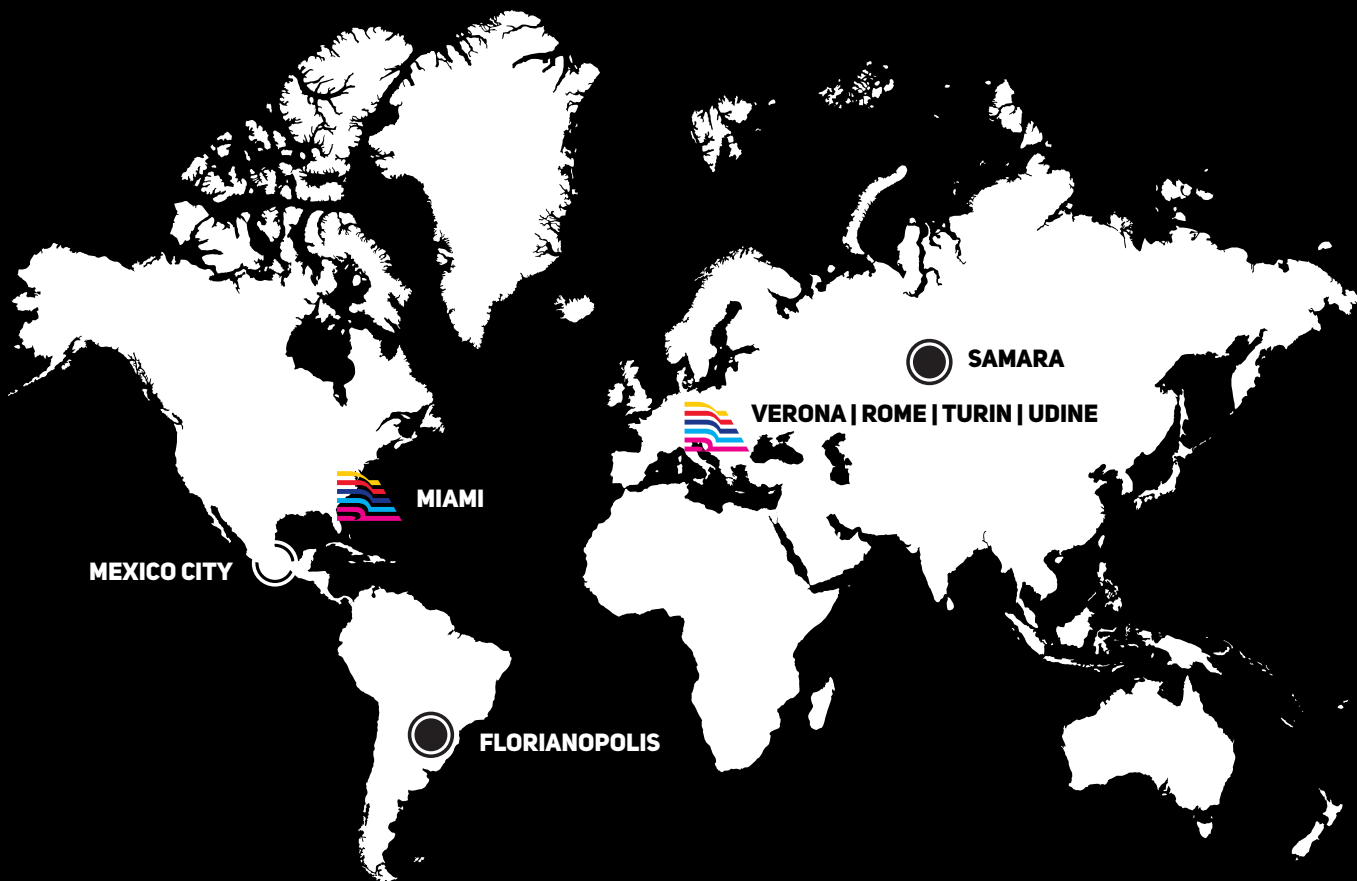 SAMARA
VERONA | ROME | TURIN | UDINE
MIAMI
MEXICO CITY
FLORIANOPOLIS